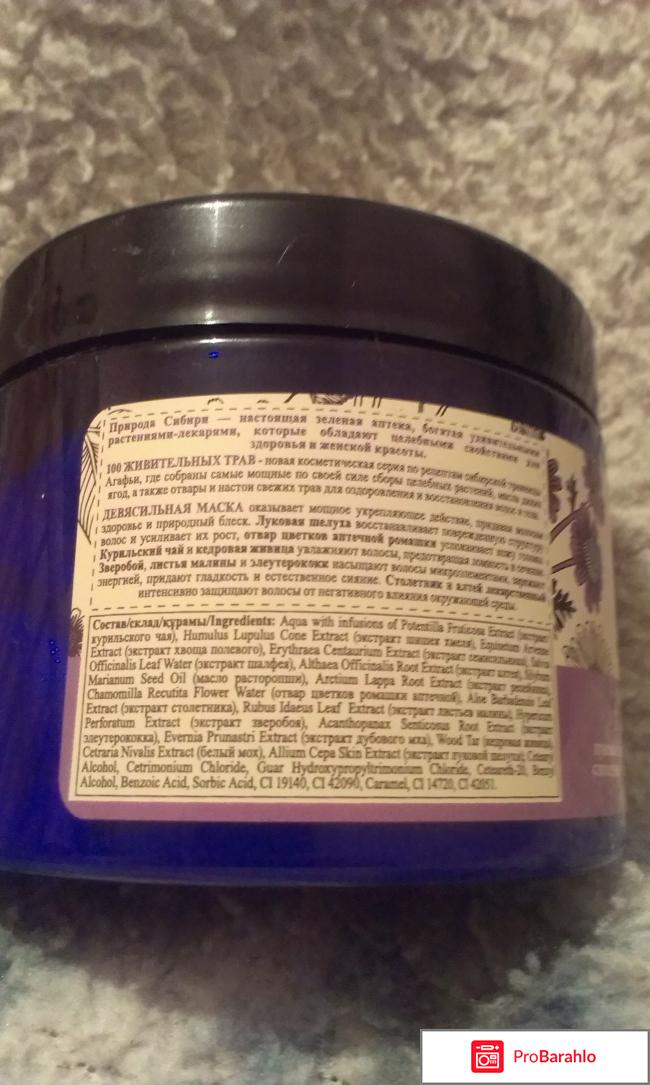 Природа Сибири — настоящая зеленая аптека, богатая удивительными
растениями-лекарями, которые обладают целебными свойствами для
здоровья и женской красоты.
100 ЖИВИТЕЛЬНЫХ ТРАВ - новая косметическая серия по рецептам сибирской травницы
Агафьи, где собраны самые мощные по своей силе сборы целебных растений, масла диких
ягод, а также отвары и настои свежих трав для оздоровления и восстановления волос и тела.
ДЕВЯСИЛЬНАЯ МАСКА оказывает мощное укрепляющее действие, придавая волосам
здоровье и природный блеск. Луковая шелуха восстанавливает поврежденную структуру
волос и усиливает их рост, отвар цветков аптечной ромашки успокаивает кожу головы.
Курильский чай и кедровая живица увлажняют волосы, предотвращая ломкость и сечение.
Зверобой, листья малины и элеутерококк насыщают волосы микроэлементами, заряжают
энергией, придают гладкость и естественное сияние. Столетник и алтей лекарственный
интенсивно защищают волосы от негативного влияния окружающей среды.
Состав/склад/құрамы/Ingredients: Aqua with infusions of Potentilla Fruticosa Extract (экстракт
курильского чая), Humulus Lupulus Cone Extract (экстракт шишек хмеля), Equisetum Arvense
Extract (экстракт хвоща полевого), Erythraea Centaurium Extract (экстракт семисильника), Salvia
Officinalis Leaf Water (экстракт шалфея), Althaea Officinalis Root Extract (экстракт алтея), Silybum
Marianum Seed Oil (масло расторопши), Arctium Lappa Root Extract (экстракт репейника),
Chamomilla Recutita Flower Water (отвар цветков ромашки аптечной), Aloe Barbadensis Leaf
Extract (экстракт столетника), Rubus Idaeus Leaf Extract (экстракт листьев малины), Hypericum
Perforatum Extract (экстракт зверобоя), Acanthopanax Senticosus Root Extract (экстракт
элеутерококка), Evernia Prunastri Extract (экстракт дубового мха), Wood Tar (кедровая живица),
Cetraria Nivalis Extract (белый мох), Allium Cepa Skin Extract (экстракт луковой шелухи), Cetearyl
Alcohol, Cetrimonium Chloride, Guar Hydroxypropyltrimonium Chloride, Ceteareth-20, Benzyl
Alcohol, Benzoic Acid, Sorbic Acid, CI 19140, CI 42090, Caramel, CI 14720, CI 42051.
ProBarahlo